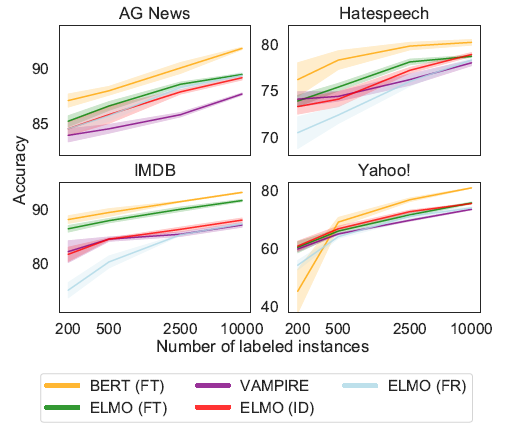 AG News
Hatespeech
90
85
80
75
70
Accuracy
IMDB
Yahoo!
90
80
80
60
40
200 500 2500 10000
200 500 2500 10000
Number of labeled instances
BERT (FT) VAMPIRE ELMO (FR)
ELMO (FT) ELMO (ID)